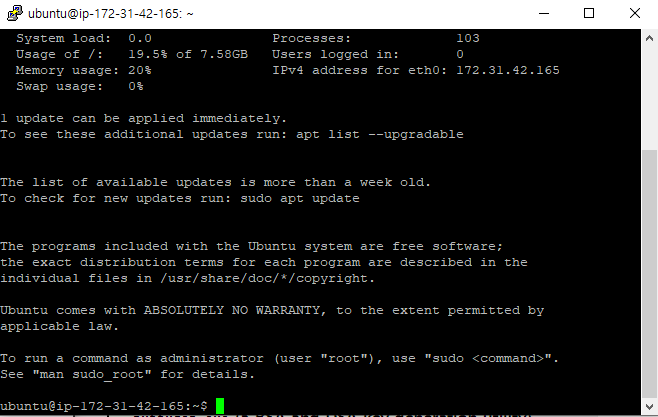 ubuntu@ip-172-31-42-165: ~
System load:  0.0                Processes:             103
Usage of /:   19.5% of 7.58GB   Users logged in:       0
Memory usage: 20%               IPv4 address for eth0: 172.31.42.165
Swap usage:   0%
1 update can be applied immediately.
To see these additional updates run: apt list --upgradable
The list of available updates is more than a week old.
To check for new updates run: sudo apt update
The programs included with the Ubuntu system are free software;
the exact distribution terms for each program are described in the
individual files in /usr/share/doc/*/copyright.
Ubuntu comes with ABSOLUTELY NO WARRANTY, to the extent permitted by
applicable law.
To run a command as administrator (user "root"), use "sudo <command>".
See "man sudo_root" for details.
ubuntu@ip-172-31-42-165:~$